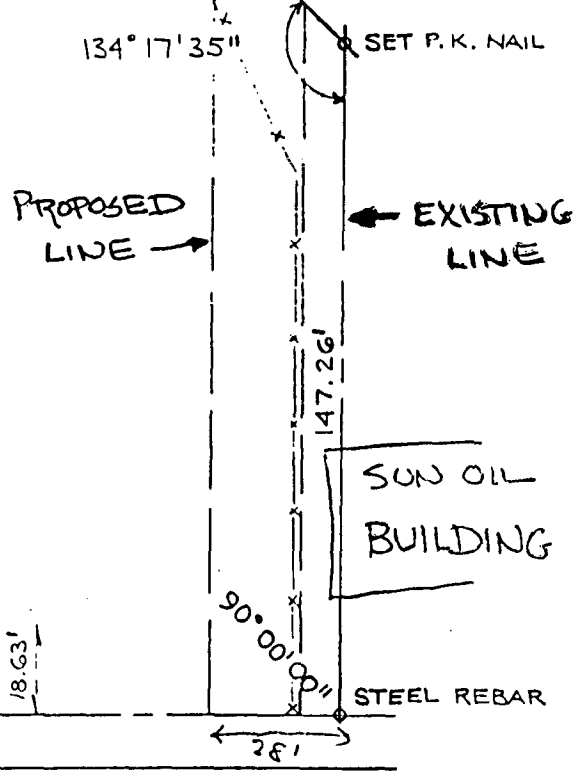 134° 17' 35"
SET P.K. NAIL
PROPOSED
LINE
EXISTING
LINE
147.26'
SUN OIL
BUILDING
90° 00' 00"
18.63'
STEEL REBAR
28'